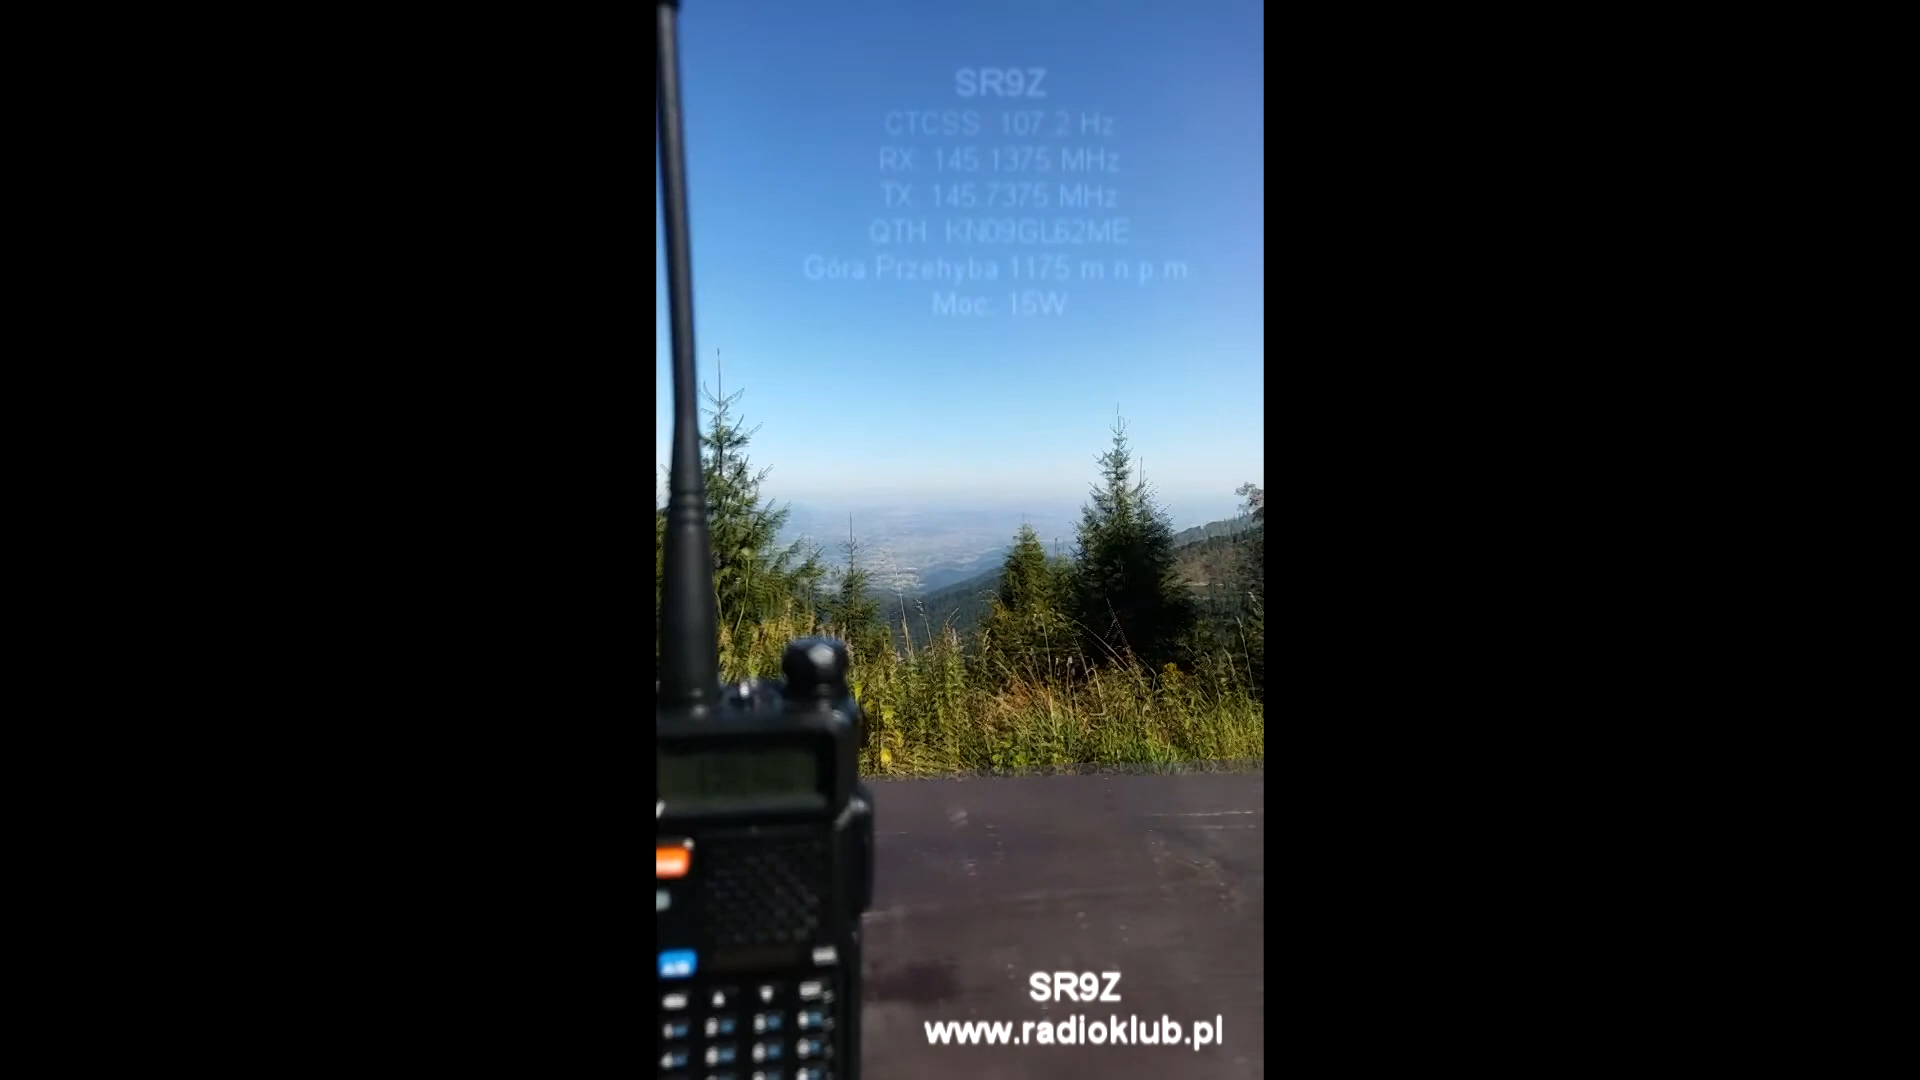 SR9Z
CTCSS 107.2 Hz
RX 145.1375 MHz
TX 145.7375 MHz
QTH KN09GL62ME
Góra Przehyba 1175 m n.p.m.
Moc: 15W
SR9Z
www.radioklub.pl